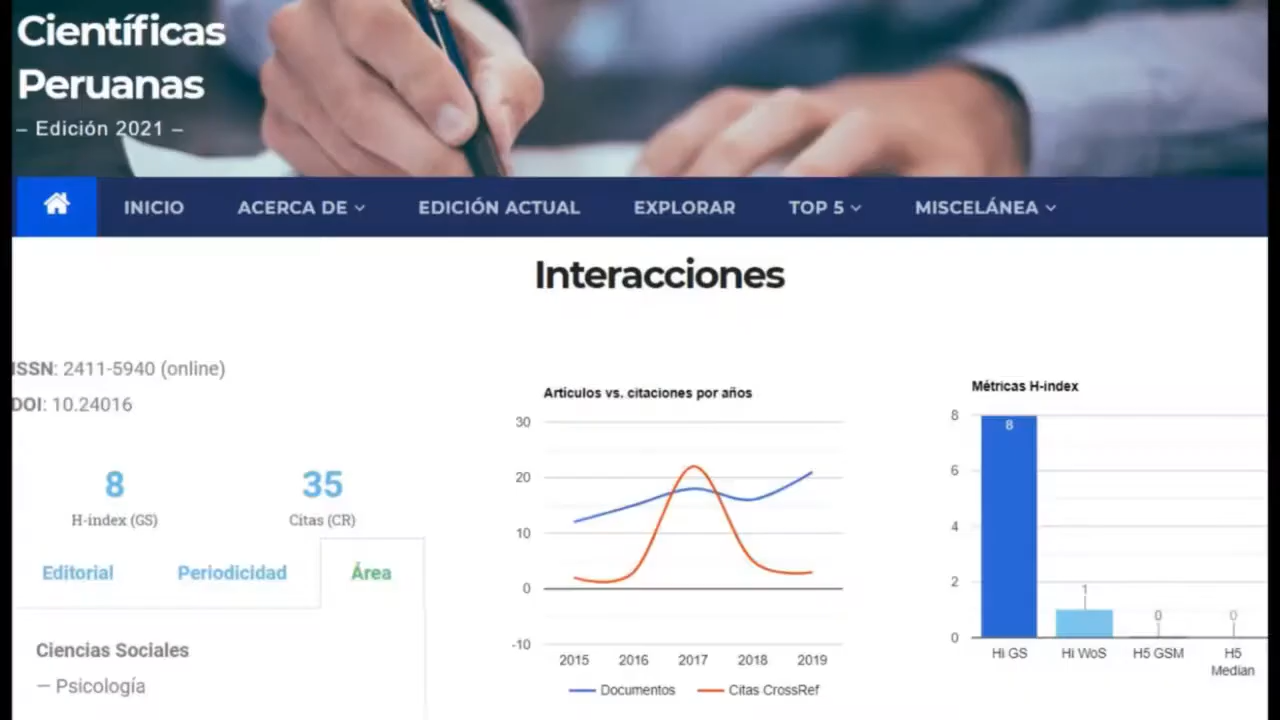 Científicas
Peruanas
– Edición 2021 –
INICIO ACERCA DE EDICIÓN ACTUAL EXPLORAR TOP 5 MISCELÁNEA
Interacciones
ISSN: 2411-5940 (online)
DOI: 10.24016
8 35
H-index (GS) Citas (CR)
Editorial Periodicidad Área
Ciencias Sociales
— Psicología
Artículos vs. citaciones por años
30
20
10
0
-10
2015 2016 2017 2018 2019
Documentos Citas CrossRef
Métricas H-index
8
6
4
2
0
8
1
0
0
Hi GS Hi WoS H5 GSM H5
Median